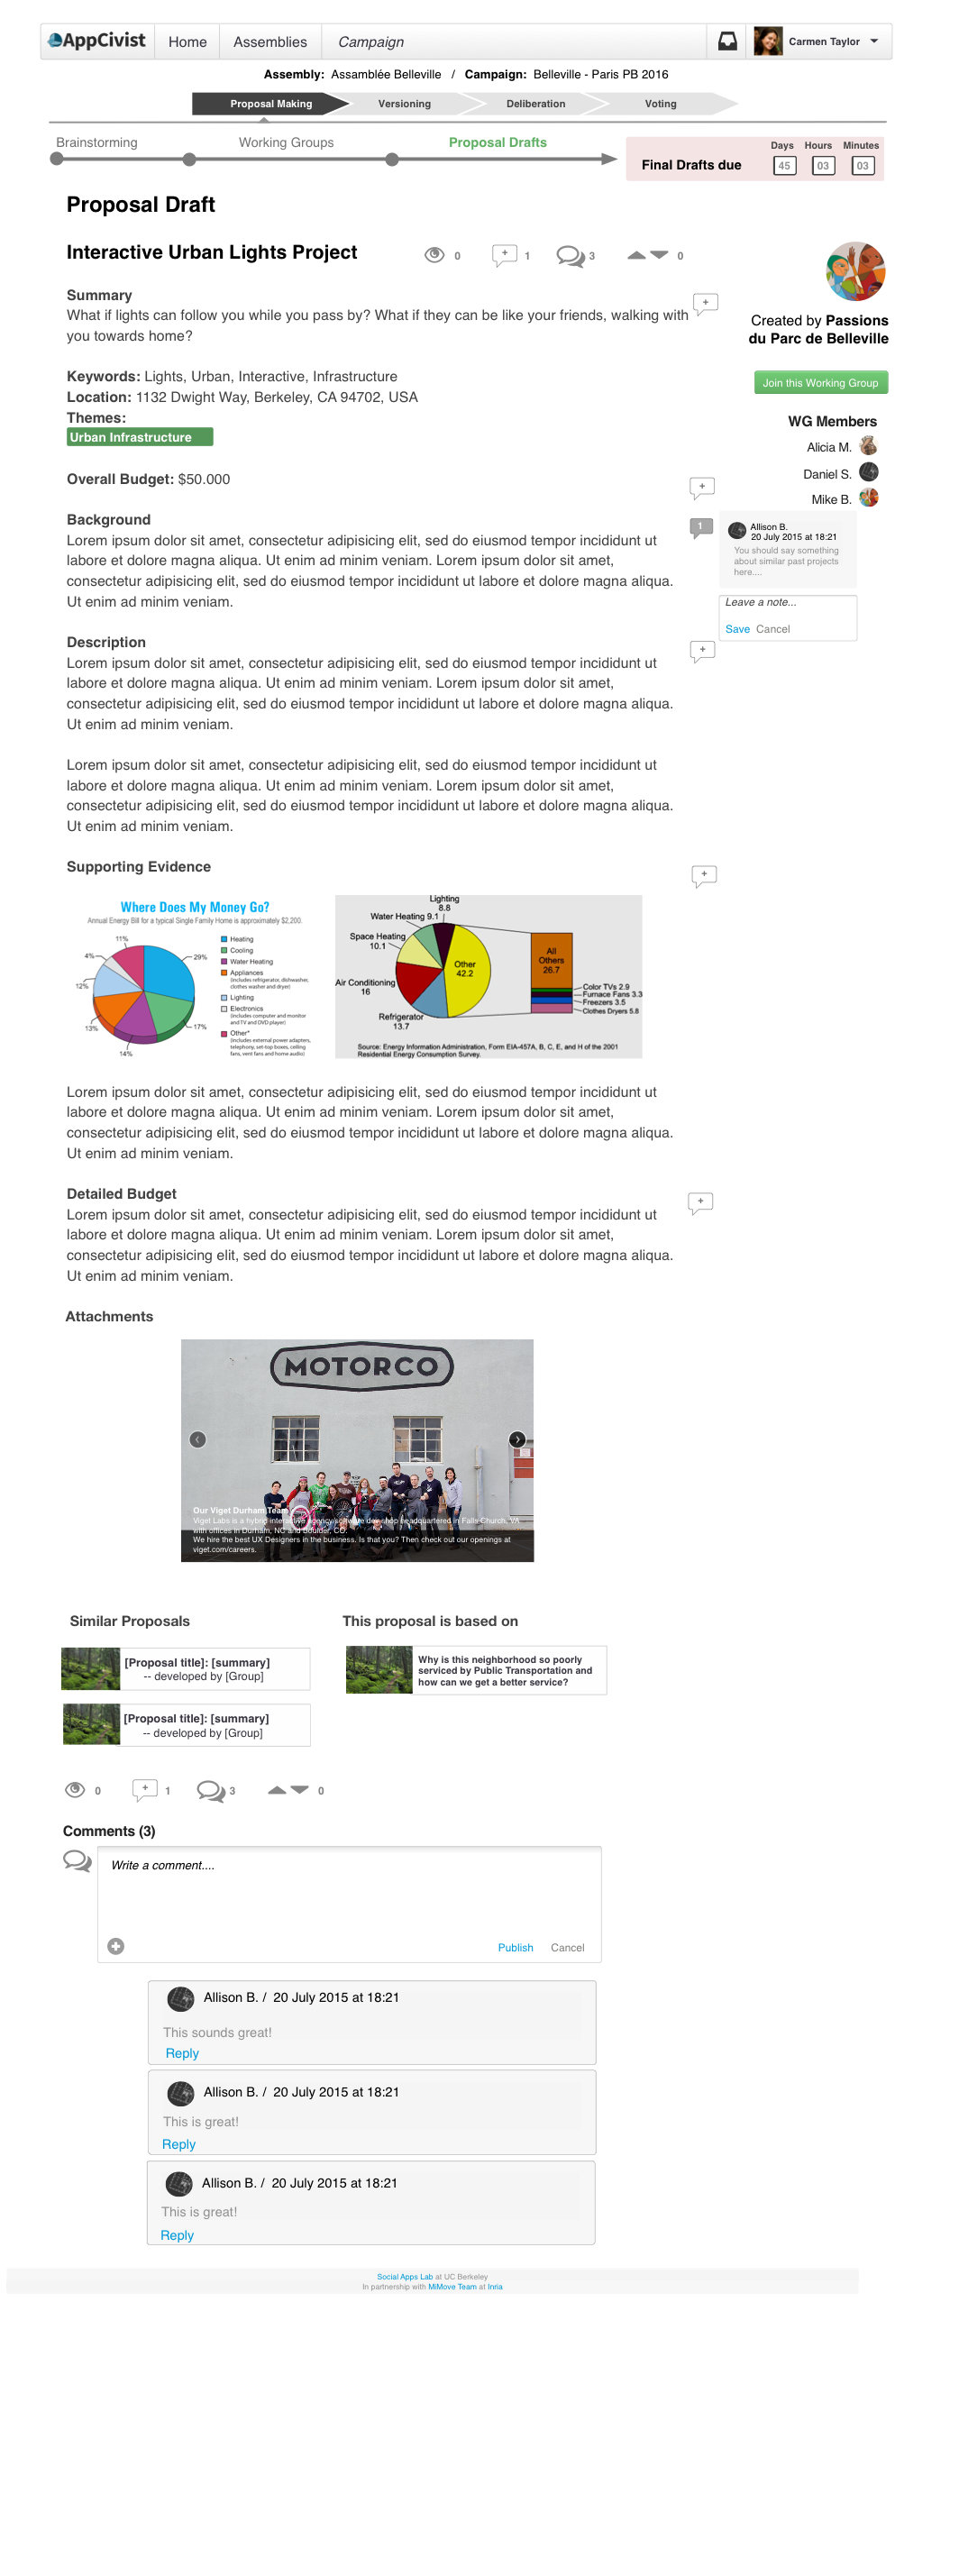 AppCivist Home Assemblies Campaign Carmen Taylor
Assembly: Assamblée Belleville / Campaign: Belleville - Paris PB 2016
Proposal Making Versioning Deliberation Voting
Brainstorming Working Groups Proposal Drafts
Final Drafts due
Days Hours Minutes
45 03 03
Proposal Draft
Interactive Urban Lights Project
+ 0 1 3 0
Created by Passions
du Parc de Belleville
Join this Working Group
WG Members
Alicia M.
Daniel S.
Mike B.
Summary
+
What if lights can follow you while you pass by? What if they can be like your friends, walking with
you towards home?
Keywords: Lights, Urban, Interactive, Infrastructure
Location: 1132 Dwight Way, Berkeley, CA 94702, USA
Themes:
Urban Infrastructure
Overall Budget: $50.000
+
Background
1
Lorem ipsum dolor sit amet, consectetur adipisicing elit, sed do eiusmod tempor incididunt ut
labore et dolore magna aliqua. Ut enim ad minim veniam. Lorem ipsum dolor sit amet,
consectetur adipisicing elit, sed do eiusmod tempor incididunt ut labore et dolore magna aliqua.
Ut enim ad minim veniam.
Allison B.
20 July 2015 at 18:21
You should say something
about similar past projects
here....
Leave a note...
Save Cancel
Description
+
Lorem ipsum dolor sit amet, consectetur adipisicing elit, sed do eiusmod tempor incididunt ut
labore et dolore magna aliqua. Ut enim ad minim veniam. Lorem ipsum dolor sit amet,
consectetur adipisicing elit, sed do eiusmod tempor incididunt ut labore et dolore magna aliqua.
Ut enim ad minim veniam.
Lorem ipsum dolor sit amet, consectetur adipisicing elit, sed do eiusmod tempor incididunt ut
labore et dolore magna aliqua. Ut enim ad minim veniam. Lorem ipsum dolor sit amet,
consectetur adipisicing elit, sed do eiusmod tempor incididunt ut labore et dolore magna aliqua.
Ut enim ad minim veniam.
Supporting Evidence
+
Where Does My Money Go?
Annual Energy Bill for a typical Single Family Home is approximately $2,200.
11%
4%
12%
13%
14%
17%
29%
Heating
Cooling
Water Heating
Appliances
(includes refrigerator, dishwasher,
clothes washer and dryer)
Lighting
Electronics
(includes computer and monitor
and TV and DVD player)
Other*
(includes external power adapters,
telephony, set-top boxes, ceiling
fans, vent fans and home audio)
Lighting
8.8
Water Heating 9.1
Space Heating
10.1
Air Conditioning
16
Refrigerator
13.7
Other
42.2
All
Others
26.7
Color TVs 2.9
Furnace Fans 3.3
Freezers 3.5
Clothes Dryers 5.8
Source: Energy Information Administration, Form EIA-457A, B, C, E, and H of the 2001
Residential Energy Consumption Survey.
Lorem ipsum dolor sit amet, consectetur adipisicing elit, sed do eiusmod tempor incididunt ut
labore et dolore magna aliqua. Ut enim ad minim veniam. Lorem ipsum dolor sit amet,
consectetur adipisicing elit, sed do eiusmod tempor incididunt ut labore et dolore magna aliqua.
Ut enim ad minim veniam.
Detailed Budget
+
Lorem ipsum dolor sit amet, consectetur adipisicing elit, sed do eiusmod tempor incididunt ut
labore et dolore magna aliqua. Ut enim ad minim veniam. Lorem ipsum dolor sit amet,
consectetur adipisicing elit, sed do eiusmod tempor incididunt ut labore et dolore magna aliqua.
Ut enim ad minim veniam.
Attachments
MOTORCO
Our Viget Durham Team
Viget Labs is a hybrid interactive agency/software dev shop headquartered in Falls Church, VA
with offices in Durham, NC and Boulder, CO.
We hire the best UX Designers in the business. Is that you? Then check out our openings at
viget.com/careers.
Similar Proposals
[Proposal title]: [summary]
-- developed by [Group]
[Proposal title]: [summary]
-- developed by [Group]
This proposal is based on
Why is this neighborhood so poorly
serviced by Public Transportation and
how can we get a better service?
0 + 1 3 0
Comments (3)
Write a comment....
Publish Cancel
Allison B. / 20 July 2015 at 18:21
This sounds great!
Reply
Allison B. / 20 July 2015 at 18:21
This is great!
Reply
Allison B. / 20 July 2015 at 18:21
This is great!
Reply
Social Apps Lab at UC Berkeley
In partnership with MiMove Team at Inria